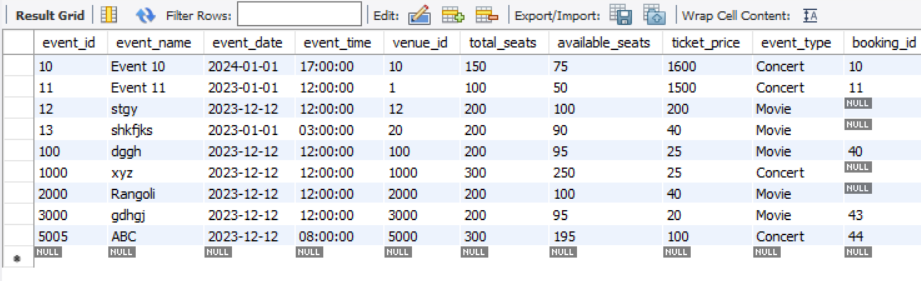 Result Grid Filter Rows: Edit: Export/Import: Wrap Cell Content: IA
event_id event_name event_date event_time venue_id total_seats available_seats ticket_price event_type booking_id
10 Event 10 2024-01-01 17:00:00 10 150 75 1600 Concert 10
11 Event 11 2023-01-01 12:00:00 1 100 50 1500 Concert 11
12 stgy 2023-12-12 12:00:00 12 200 100 200 Movie NULL
13 shkfjks 2023-01-01 03:00:00 20 200 90 40 Movie NULL
100 dggh 2023-12-12 12:00:00 100 200 95 25 Movie 40
1000 xyz 2023-12-12 12:00:00 1000 300 250 25 Concert NULL
2000 Rangoli 2023-12-12 12:00:00 2000 200 100 40 Movie NULL
3000 gdhgj 2023-12-12 12:00:00 3000 200 95 20 Movie 43
5005 ABC 2023-12-12 08:00:00 5000 300 195 100 Concert 44
NULL NULL NULL NULL NULL NULL NULL NULL NULL NULL